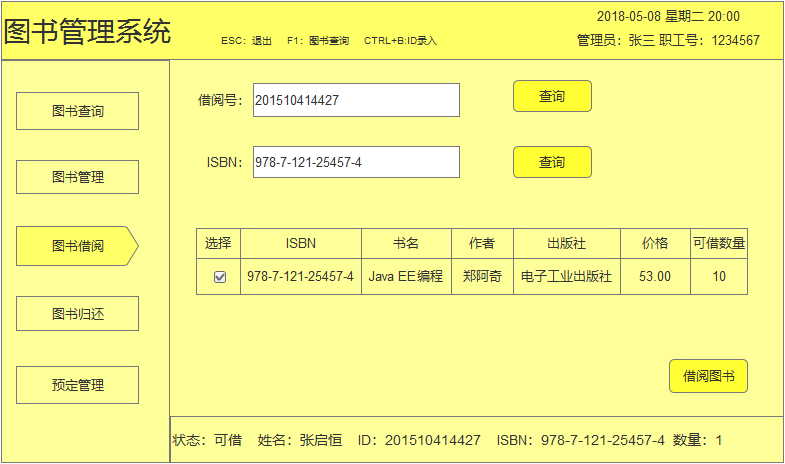 图书管理系统
ESC：退出 F1：图书查询 CTRL+B:ID录入
2018-05-08 星期二 20:00
管理员：张三 职工号：1234567
图书查询
图书管理
图书借阅
图书归还
预定管理
借阅号： 201510414427 查询
ISBN： 978-7-121-25457-4 查询
选择 ISBN 书名 作者 出版社 价格 可借数量
978-7-121-25457-4 Java EE编程 郑阿奇 电子工业出版社 53.00 10
借阅图书
状态：可借 姓名：张启恒 ID：201510414427 ISBN：978-7-121-25457-4 数量：1